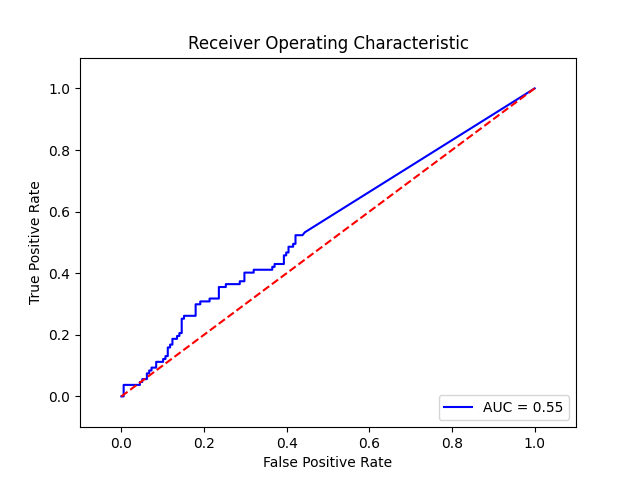 Receiver Operating Characteristic
1.0
0.8
0.6
0.4
0.2
0.0
True Positive Rate
AUC = 0.55
0.0 0.2 0.4 0.6 0.8 1.0
False Positive Rate